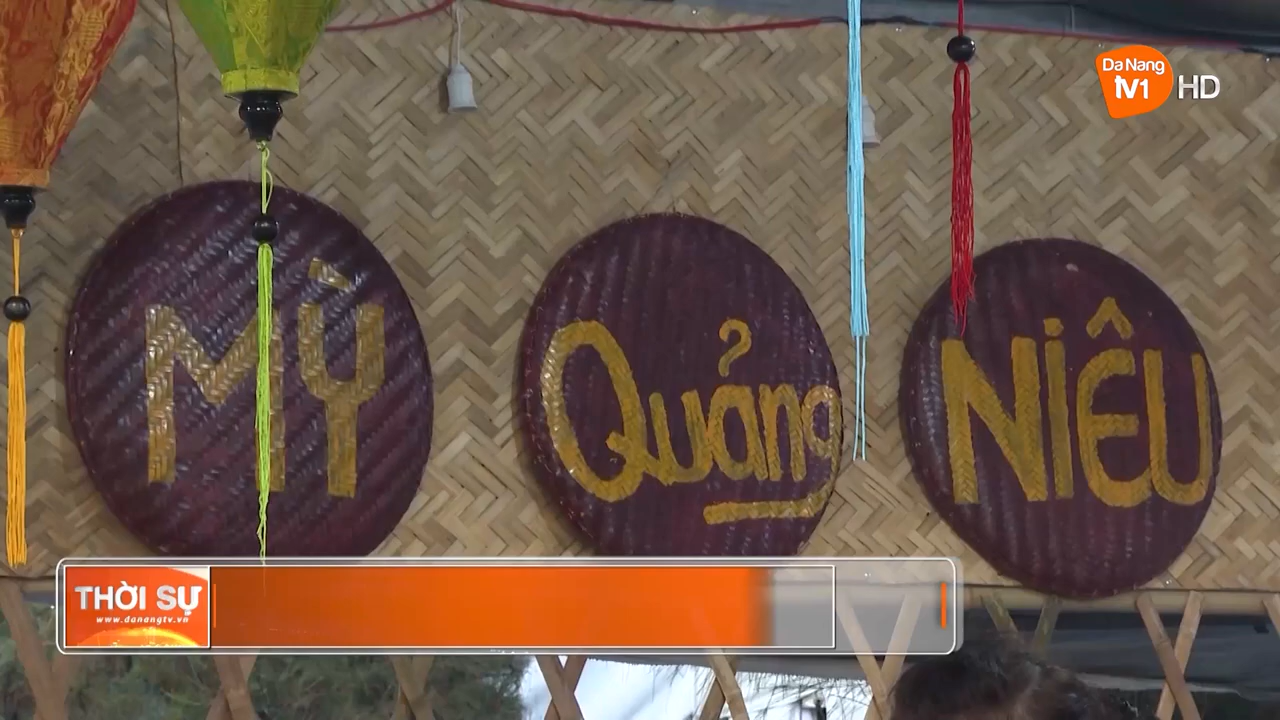 Da Nang
TV1 HD
MỲ
Quảng
NIÊU
THỜI SỰ
www.danangtv.vn